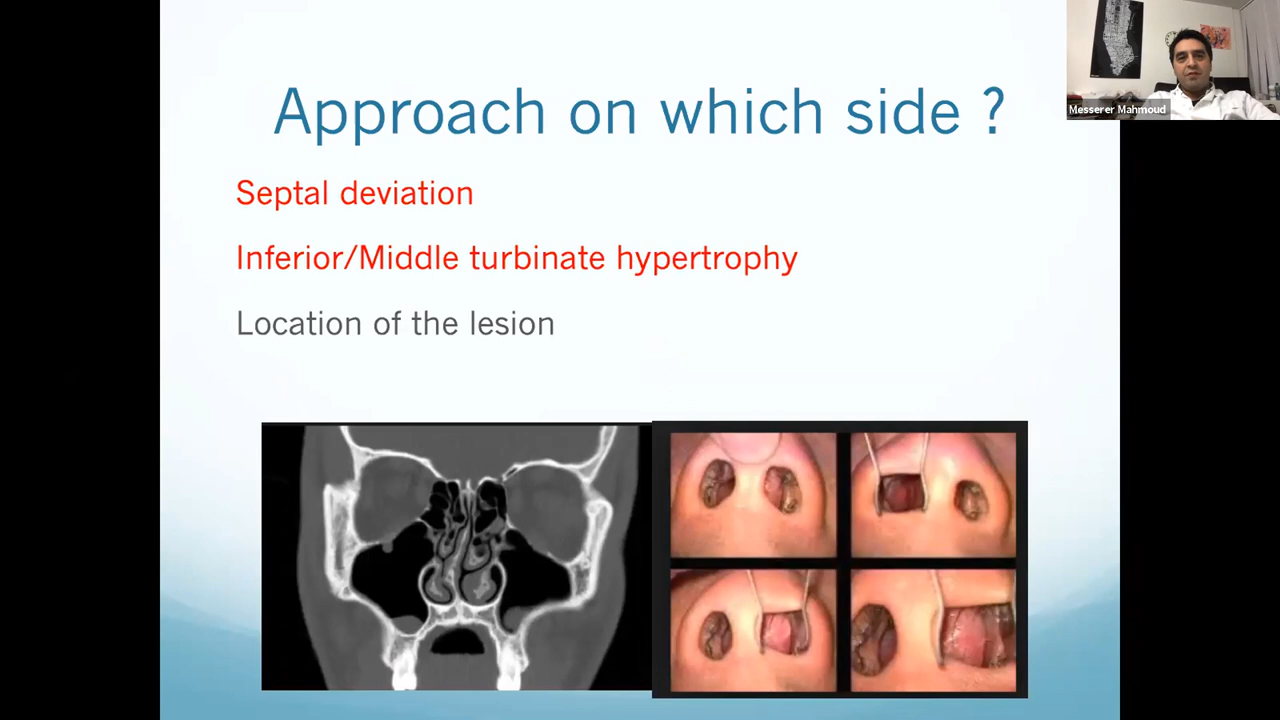 Approach on which side ?
Septal deviation
Inferior/Middle turbinate hypertrophy
Location of the lesion
Messerer Mahmoud